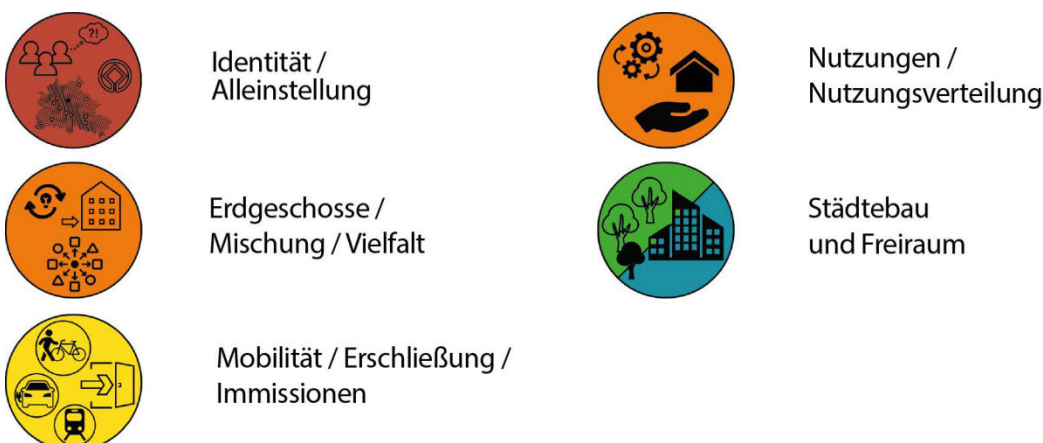 ?!
Identität /
Alleinstellung
Nutzungen /
Nutzungsverteilung
?
Erdgeschosse /
Mischung / Vielfalt
Städtebau
und Freiraum
Mobilität / Erschließung /
Immissionen